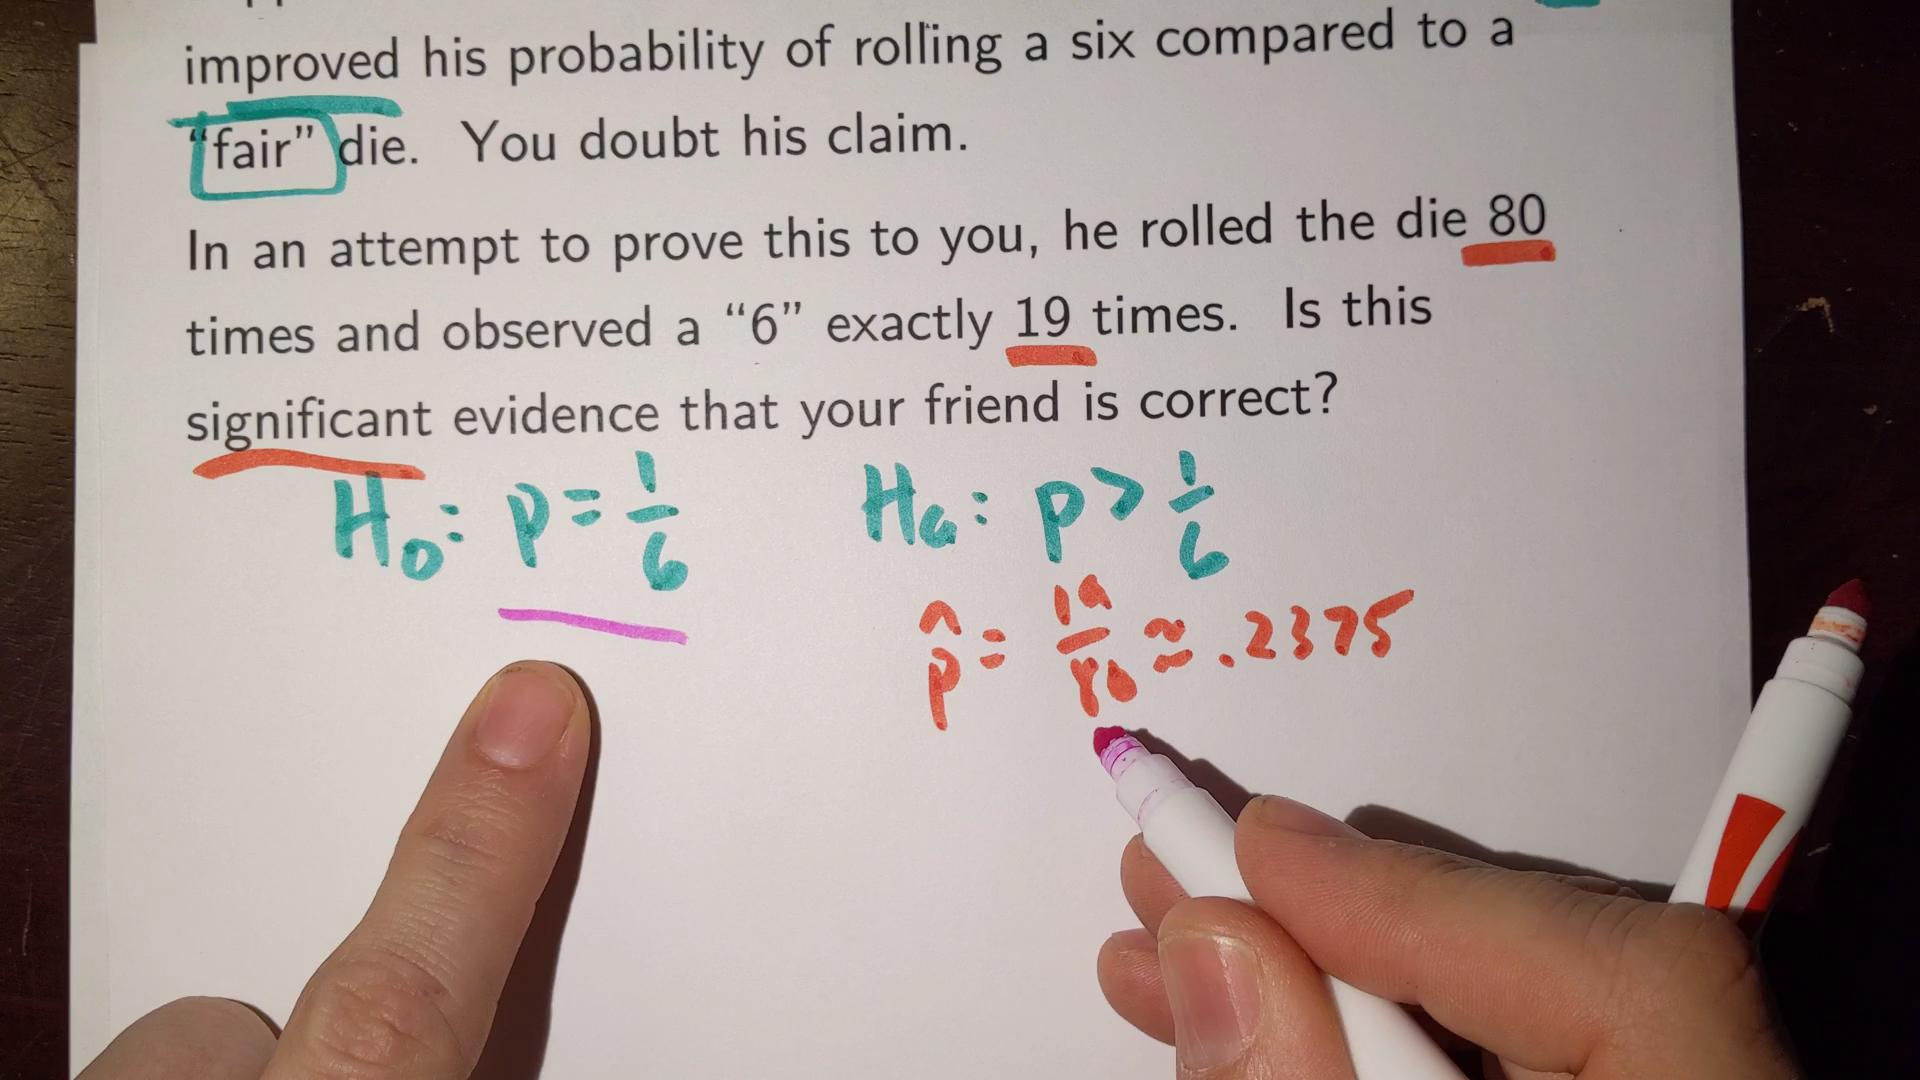 improved his probability of rolling a six compared to a
“fair” die. You doubt his claim.
In an attempt to prove this to you, he rolled the die 80
times and observed a “6” exactly 19 times. Is this
significant evidence that your friend is correct?
H₀: p = 1/6 Hₐ: p > 1/6
p̂ = 19/80 ≈ .2375